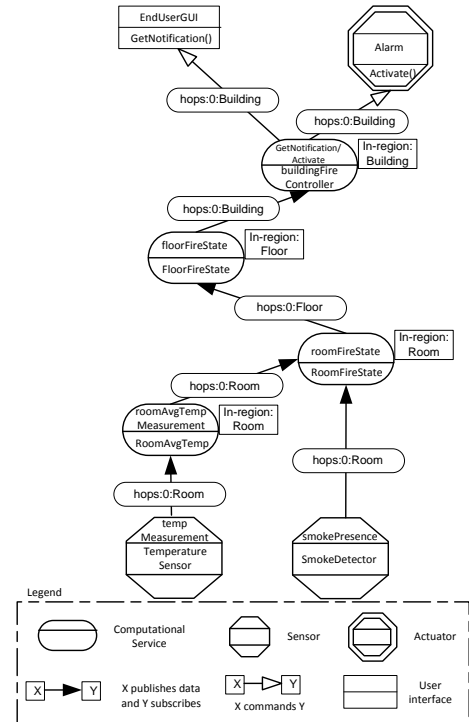 EndUserGUI
GetNotification()
Alarm
Activate()
hops:0:Building
hops:0:Building
GetNotification/
Activate
buildingFire
Controller
In-region:
Building
hops:0:Building
floorFireState
FloorFireState
In-region:
Floor
hops:0:Floor
roomFireState
RoomFireState
In-region:
Room
hops:0:Room
roomAvgTemp
Measurement
RoomAvgTemp
In-region:
Room
hops:0:Room
hops:0:Room
temp
Measurement
Temperature
Sensor
smokePresence
SmokeDetector
Legend
Computational
Service
Sensor
Actuator
X
Y
X publishes data
and Y subscribes
X
Y
X commands Y
User
interface